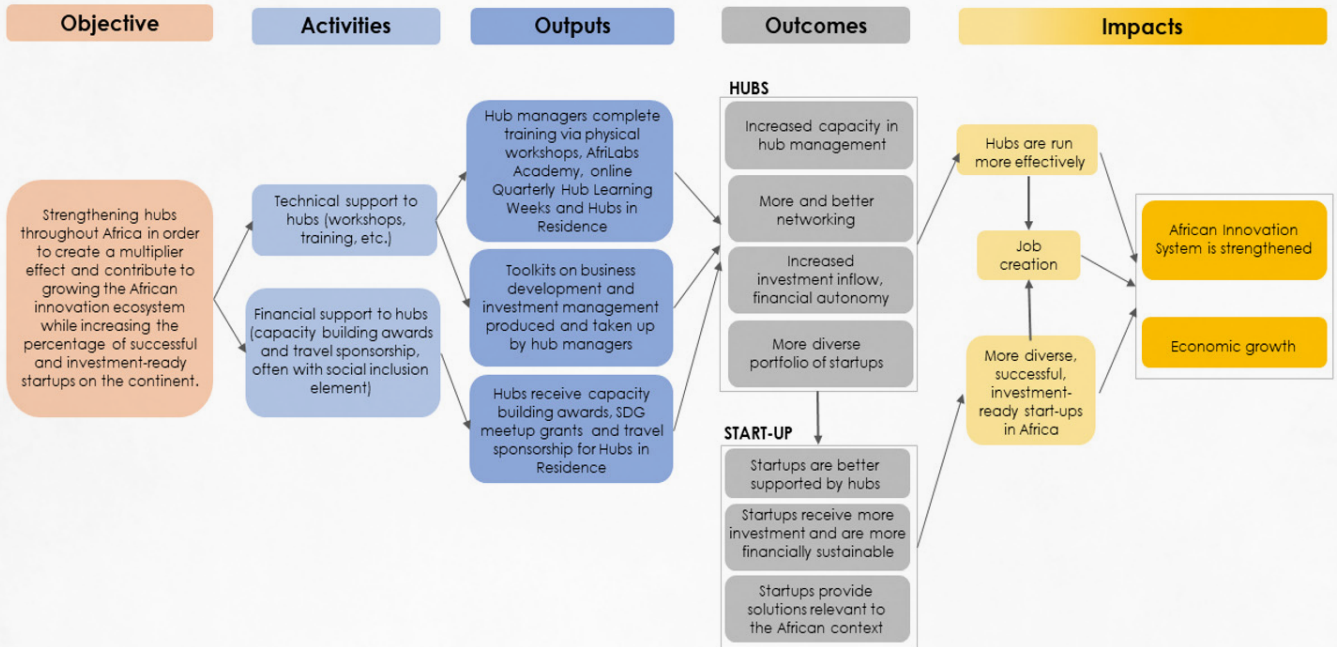 Objective
Activities
Outputs
Outcomes
Impacts
Strengthening hubs
throughout Africa in order
to create a multiplier
effect and contribute to
growing the African
innovation ecosystem
while increasing the
percentage of successful
and investment-ready
startups on the continent.
Technical support to
hubs (workshops,
training, etc.)
Financial support to hubs
(capacity building awards
and travel sponsorship,
often with social inclusion
element)
Hub managers complete
training via physical
workshops, AfriLabs
Academy, online
Quarterly Hub Learning
Weeks and Hubs in
Residence
Toolkits on business
development and
investment management
produced and taken up
by hub managers
Hubs receive capacity
building awards, SDG
meetup grants and travel
sponsorship for Hubs in
Residence
HUBS
Increased capacity in
hub management
More and better
networking
Increased
investment inflow,
financial autonomy
More diverse
portfolio of startups
START-UP
Startups are better
supported by hubs
Startups receive more
investment and are more
financially sustainable
Startups provide
solutions relevant to
the African context
Hubs are run
more effectively
Job
creation
More diverse,
successful,
investment-
ready start-ups
in Africa
African Innovation
System is strengthened
Economic growth